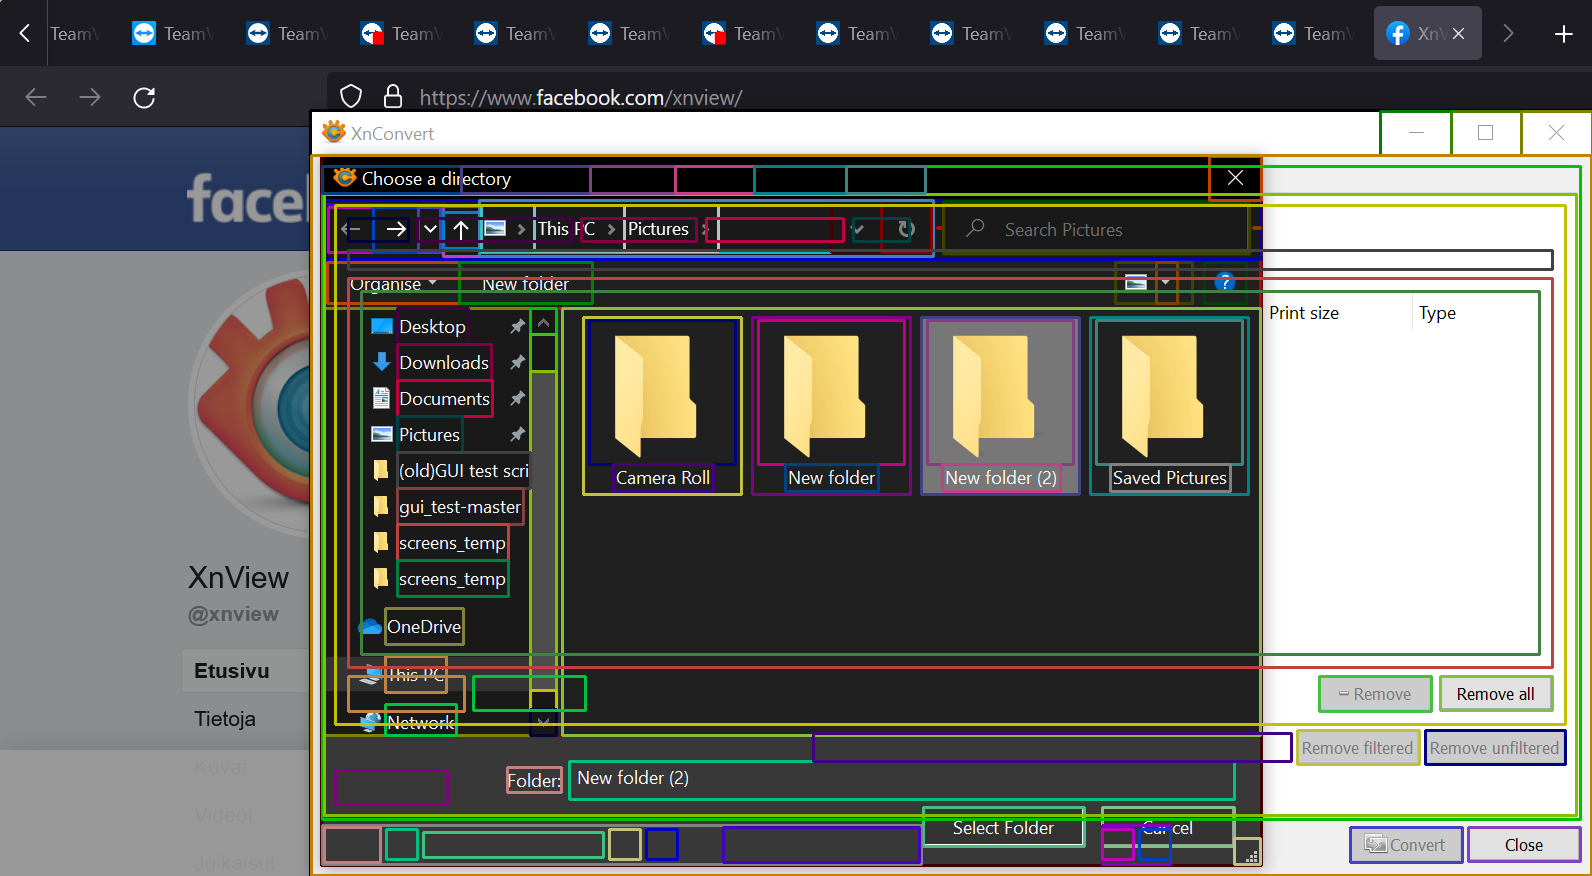 Team
TeamV
TeamV
TeamV
TeamV
TeamV
TeamV
TeamV
TeamV
TeamV
TeamV
TeamV
XnV
https://www.facebook.com/xnview/
XnConvert
Choose a directory
This PC
Pictures
Search Pictures
Organise
New folder
Print size
Type
Desktop
Downloads
Documents
Pictures
(old)GUI test scri
gui_test-master
screens_temp
screens_temp
OneDrive
This PC
Network
Camera Roll
New folder
New folder (2)
Saved Pictures
faceb
XnView
@xnview
Etusivu
Tietoja
Kuvat
Videot
Julkaisut
Remove
Remove all
Remove filtered
Remove unfiltered
Folder:
New folder (2)
Select Folder
Cancel
Convert
Close